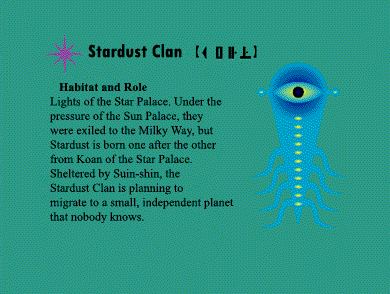 Stardust Clan
Habitat and Role
Lights of the Star Palace. Under the
pressure of the Sun Palace, they
were exiled to the Milky Way, but
Stardust is born one after the other
from Koan of the Star Palace.
Sheltered by Suin-shin, the
Stardust Clan is planning to
migrate to a small, independent planet
that nobody knows.